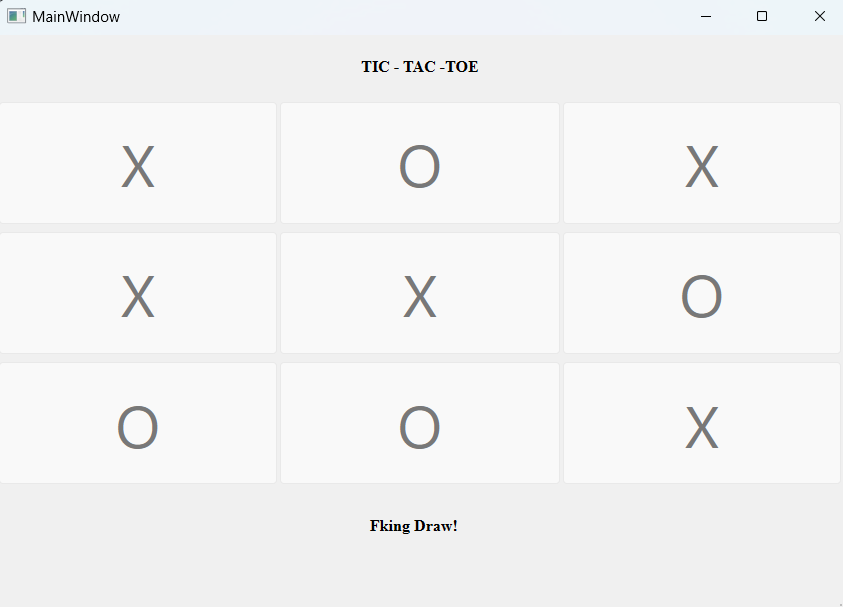 MainWindow
TIC - TAC -TOE
X O X
X X O
O O X
Fking Draw!